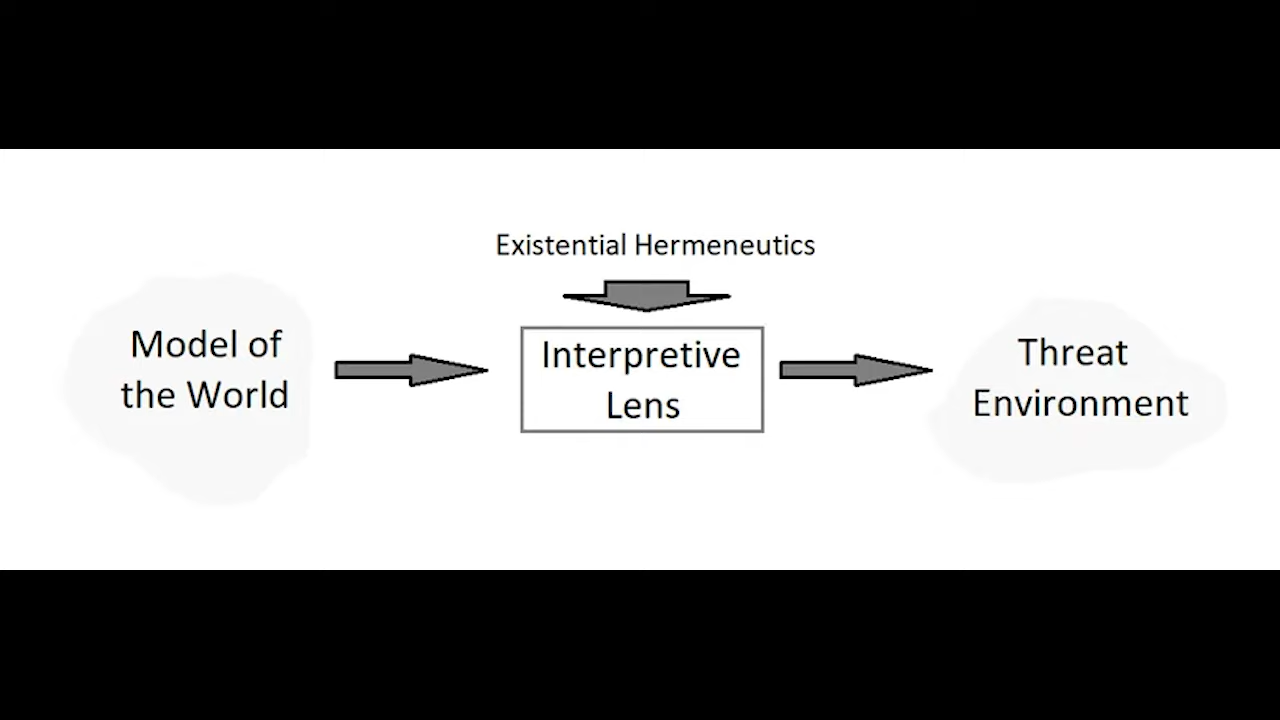 Existential Hermeneutics
Model of
the World
Interpretive
Lens
Threat
Environment